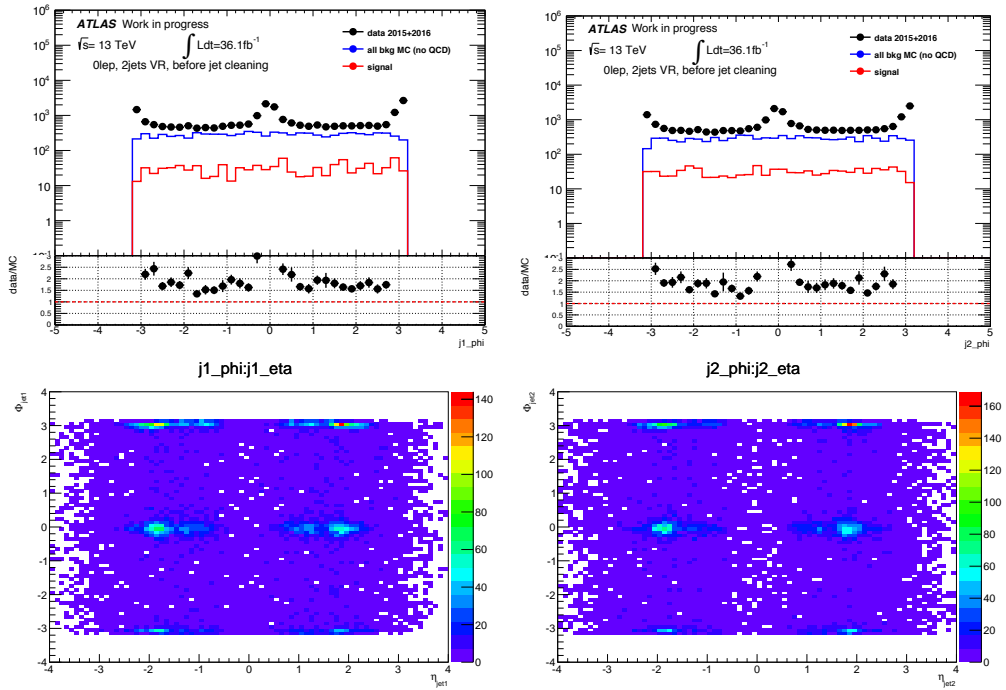 ATLAS Work in progress
√s= 13 TeV ∫ Ldt=36.1fb⁻¹
0lep, 2jets VR, before jet cleaning
data 2015+2016
all bkg MC (no QCD)
signal
10⁶
10⁵
10⁴
10³
10²
10
1
data/MC
3
2.5
2
1.5
1
0.5
0
-5 -4 -3 -2 -1 0 1 2 3 4 5
j1_phi
ATLAS Work in progress
√s= 13 TeV ∫ Ldt=36.1fb⁻¹
0lep, 2jets VR, before jet cleaning
data 2015+2016
all bkg MC (no QCD)
signal
10⁶
10⁵
10⁴
10³
10²
10
1
data/MC
3
2.5
2
1.5
1
0.5
0
-5 -4 -3 -2 -1 0 1 2 3 4 5
j2_phi
j1_phi:j1_eta
Φjet1
4
3
2
1
0
-1
-2
-3
-4
-4 -3 -2 -1 0 1 2 3 4
ηjet1
140
120
100
80
60
40
20
0
j2_phi:j2_eta
Φjet2
4
3
2
1
0
-1
-2
-3
-4
-4 -3 -2 -1 0 1 2 3 4
ηjet2
160
140
120
100
80
60
40
20
0